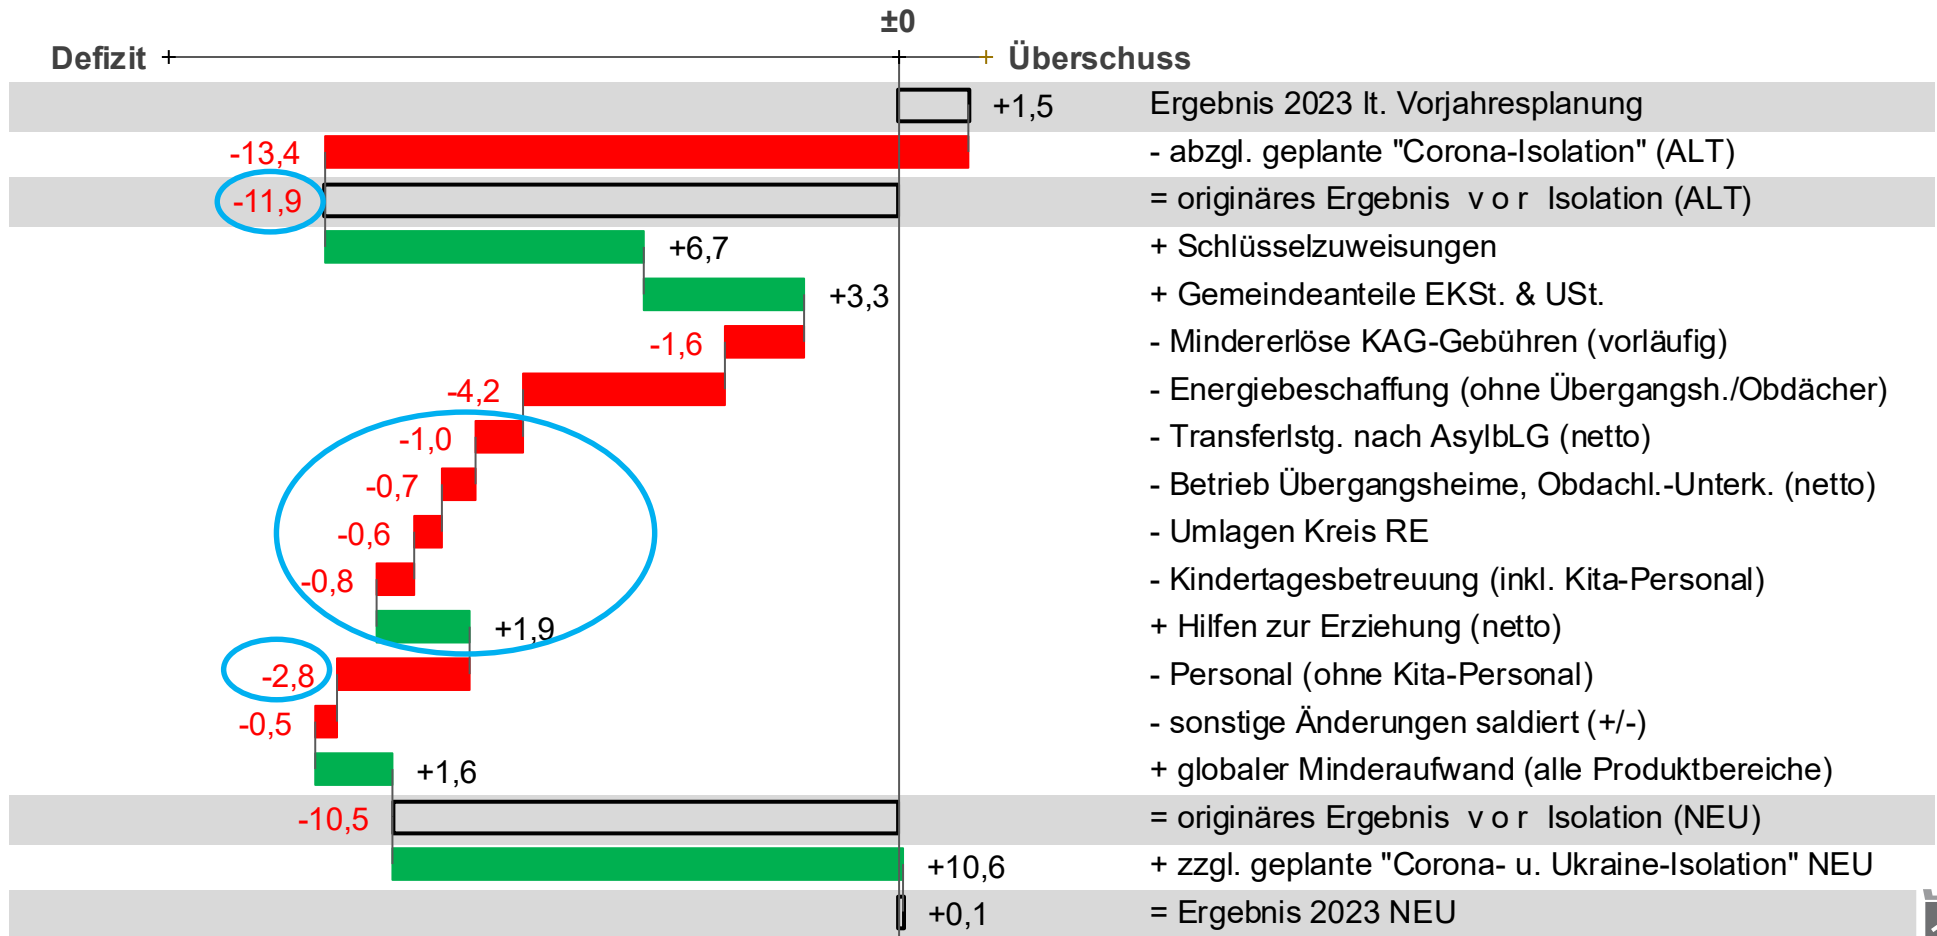 ±0
Defizit Überschuss
+1,5 Ergebnis 2023 lt. Vorjahresplanung
-13,4 - abzgl. geplante "Corona-Isolation" (ALT)
-11,9 = originäres Ergebnis v o r Isolation (ALT)
+6,7 + Schlüsselzuweisungen
+3,3 + Gemeindeanteile EKSt. & USt.
-1,6 - Mindererlöse KAG-Gebühren (vorläufig)
-4,2 - Energiebeschaffung (ohne Übergangsh./Obdächer)
-1,0 - Transferlstg. nach AsylbLG (netto)
-0,7 - Betrieb Übergangsheime, Obdachl.-Unterk. (netto)
-0,6 - Umlagen Kreis RE
-0,8 - Kindertagesbetreuung (inkl. Kita-Personal)
+1,9 + Hilfen zur Erziehung (netto)
-2,8 - Personal (ohne Kita-Personal)
-0,5 - sonstige Änderungen saldiert (+/-)
+1,6 + globaler Minderaufwand (alle Produktbereiche)
-10,5 = originäres Ergebnis v o r Isolation (NEU)
+10,6 + zzgl. geplante "Corona- u. Ukraine-Isolation" NEU
+0,1 = Ergebnis 2023 NEU